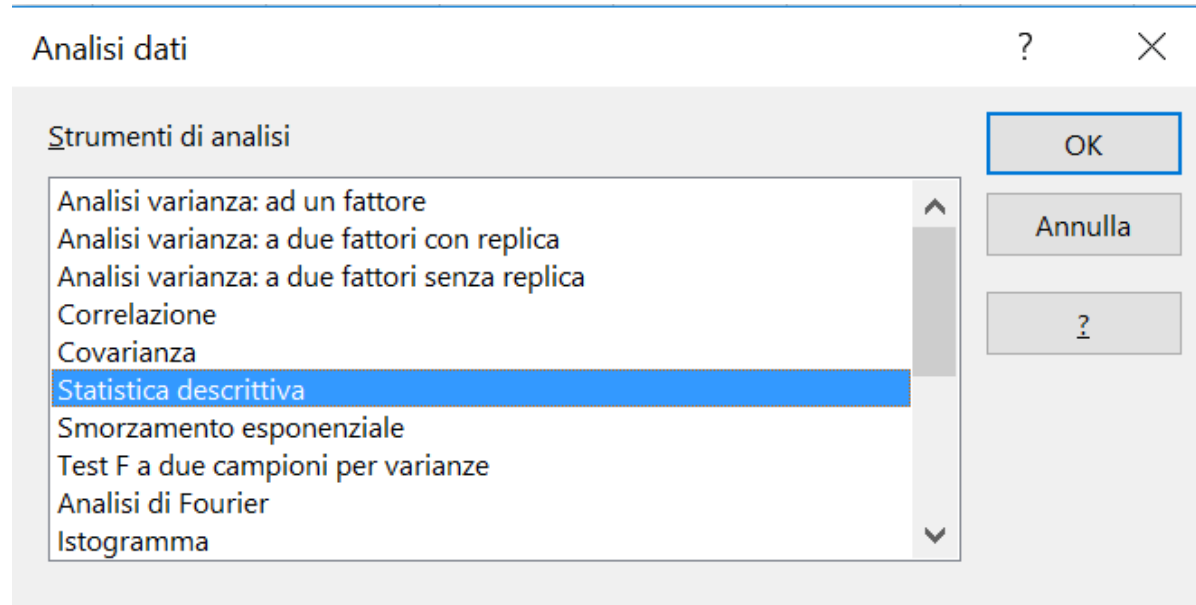 Analisi dati
?
Strumenti di analisi
Analisi varianza: ad un fattore
Analisi varianza: a due fattori con replica
Analisi varianza: a due fattori senza replica
Correlazione
Covarianza
Statistica descrittiva
Smorzamento esponenziale
Test F a due campioni per varianze
Analisi di Fourier
Istogramma
OK
Annulla
?